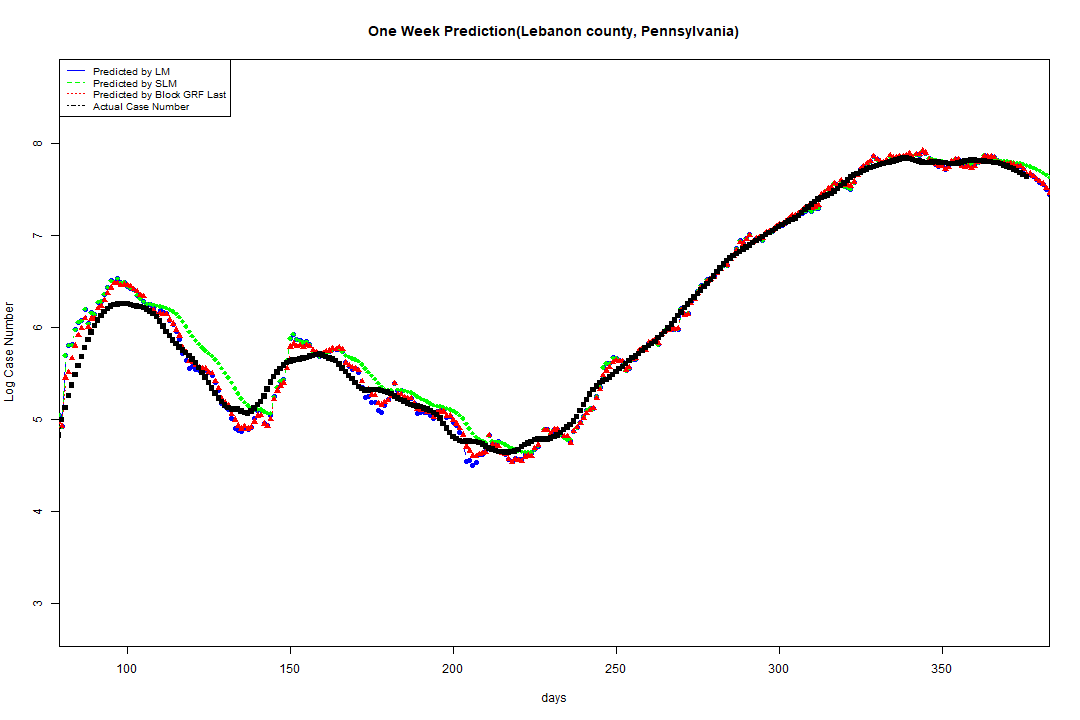 One Week Prediction(Lebanon county, Pennsylvania)
Predicted by LM
Predicted by SLM
Predicted by Block GRF Last
Actual Case Number
8
7
6
5
4
3
Log Case Number
100 150 200 250 300 350
days